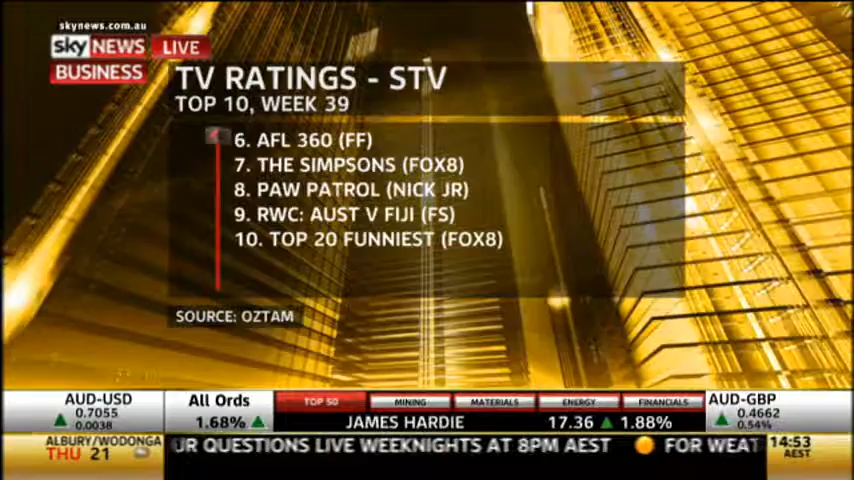 skynews.com.au
sky NEWS LIVE
BUSINESS
TV RATINGS - STV
TOP 10, WEEK 39
6. AFL 360 (FF)
7. THE SIMPSONS (FOX8)
8. PAW PATROL (NICK JR)
9. RWC: AUST V FIJI (FS)
10. TOP 20 FUNNIEST (FOX8)
SOURCE: OZTAM
AUD-USD
0.7055
0.0038
All Ords
1.68%
TOP 50 MINING MATERIALS ENERGY FINANCIALS
JAMES HARDIE 17.36 1.88%
AUD-GBP
0.4662
0.54%
ALBURY/WODONGA
THU 21
UR QUESTIONS LIVE WEEKNIGHTS AT 8PM AEST FOR WEAT
14:53
AEST